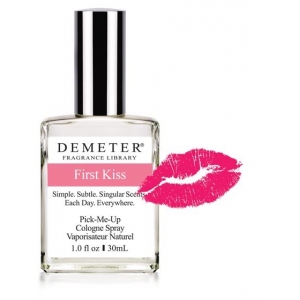 DEMETER®
FRAGRANCE LIBRARY
First Kiss
Simple. Subtle. Singular Scents
Each Day. Everywhere.
Pick-Me-Up
Cologne Spray
Vaporisateur Naturel
1.0 fl oz | 30mL